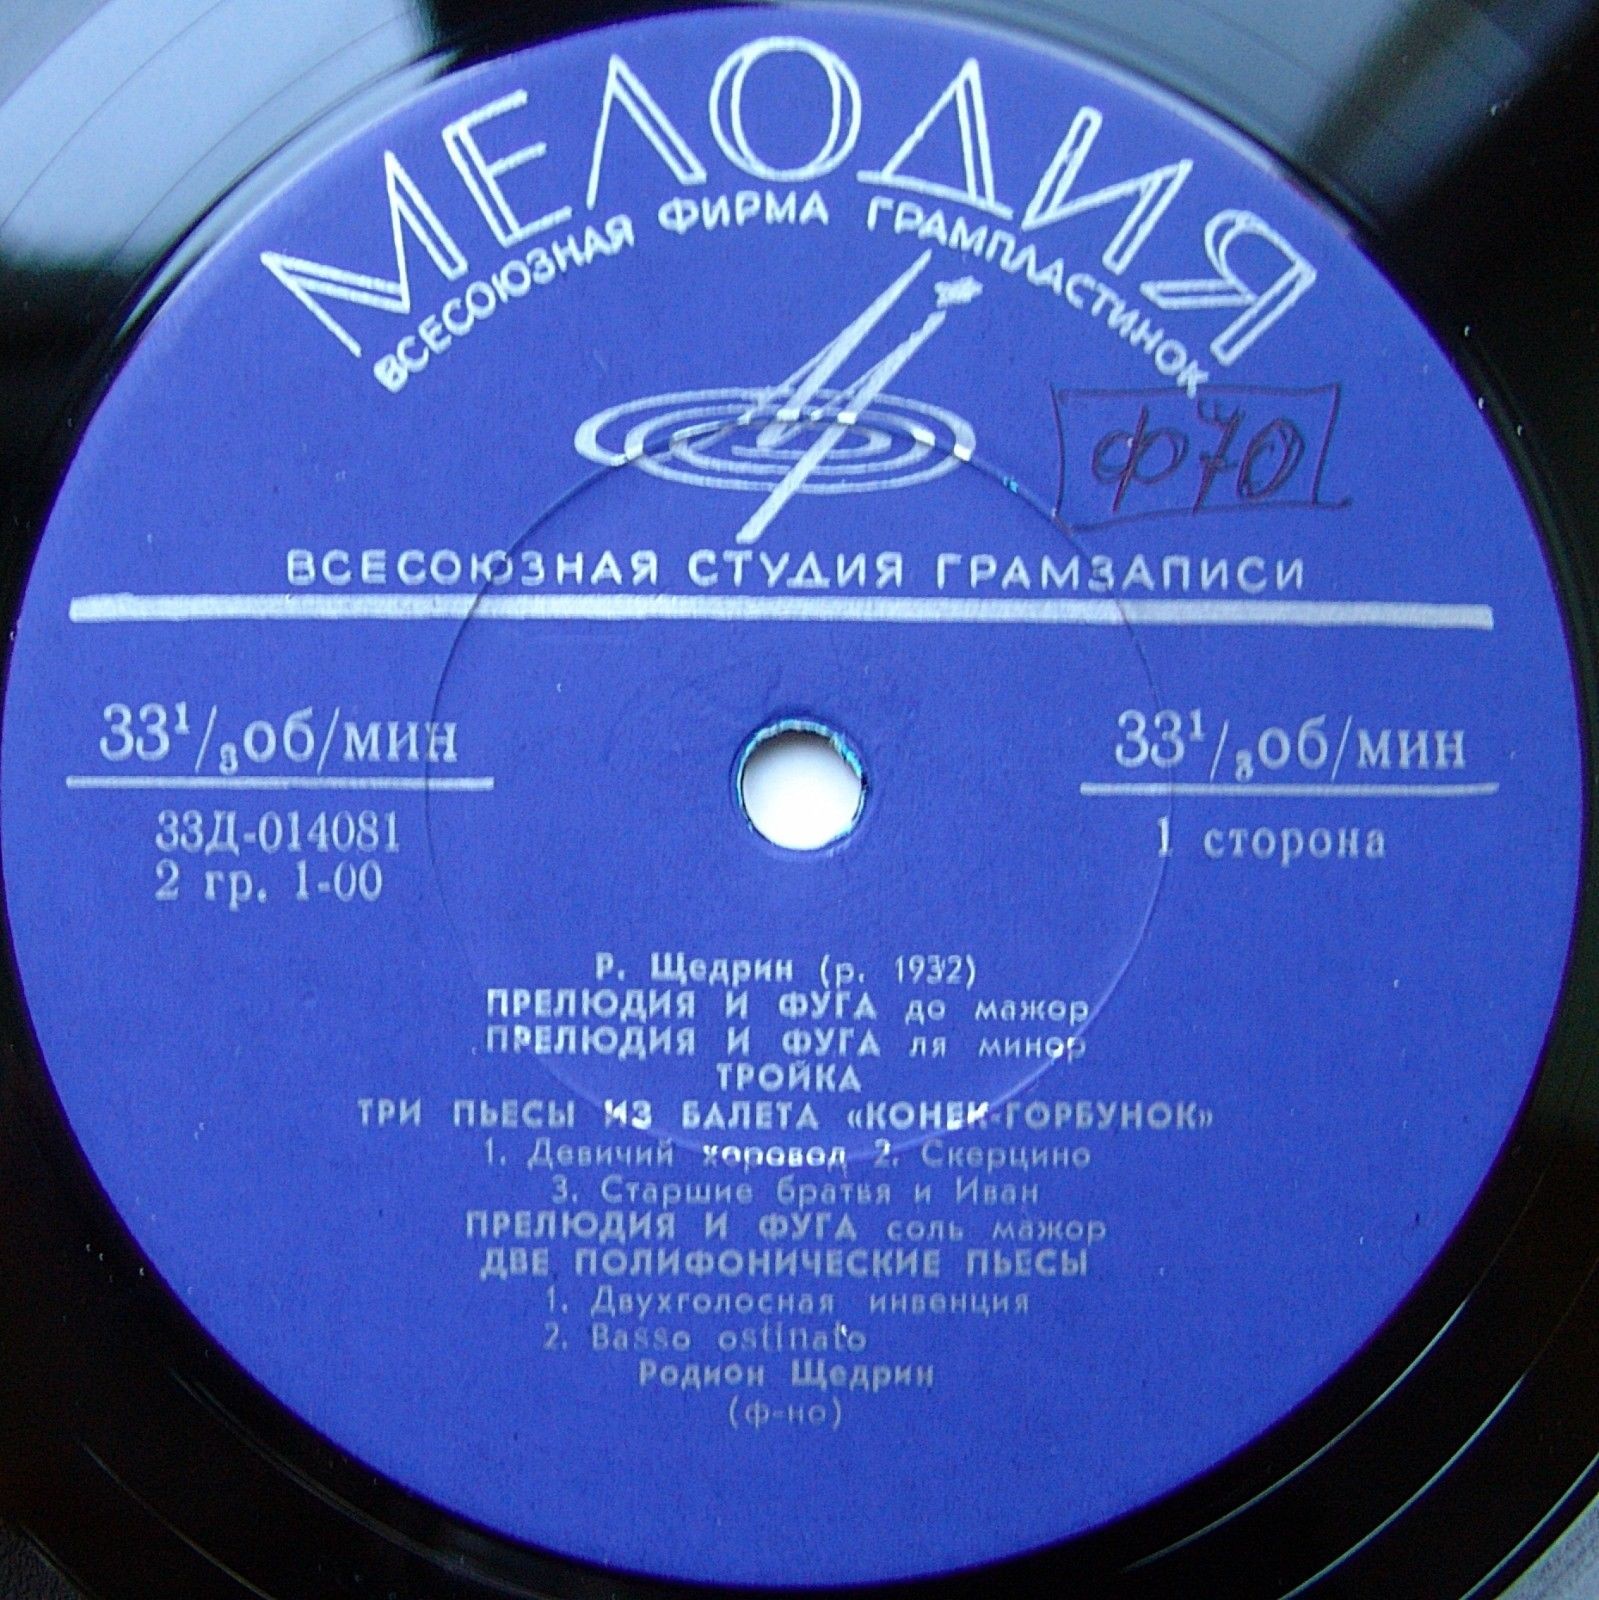 МЕЛОДИЯ
ВСЕСОЮЗНАЯ ФИРМА ГРАМПЛАСТИНОК
ф70
ВСЕСОЮЗНАЯ СТУДИЯ ГРАМЗАПИСИ
33¹/₃об/мин
33¹/₃об/мин
33Д-014081
1 сторона
2 гр. 1-00
Р. Щедрин (р. 1932)
ПРЕЛЮДИЯ И ФУГА до мажор
ПРЕЛЮДИЯ И ФУГА ля минор
ТРОЙКА
ТРИ ПЬЕСЫ ИЗ БАЛЕТА «КОНЕК-ГОРБУНОК»
1. Девичий хоровод 2. Скерцино
3. Старшие братья и Иван
ПРЕЛЮДИЯ И ФУГА соль мажор
ДВЕ ПОЛИФОНИЧЕСКИЕ ПЬЕСЫ
1. Двухголосная инвенция
2. Basso ostinato
Родион Щедрин
(ф-но)